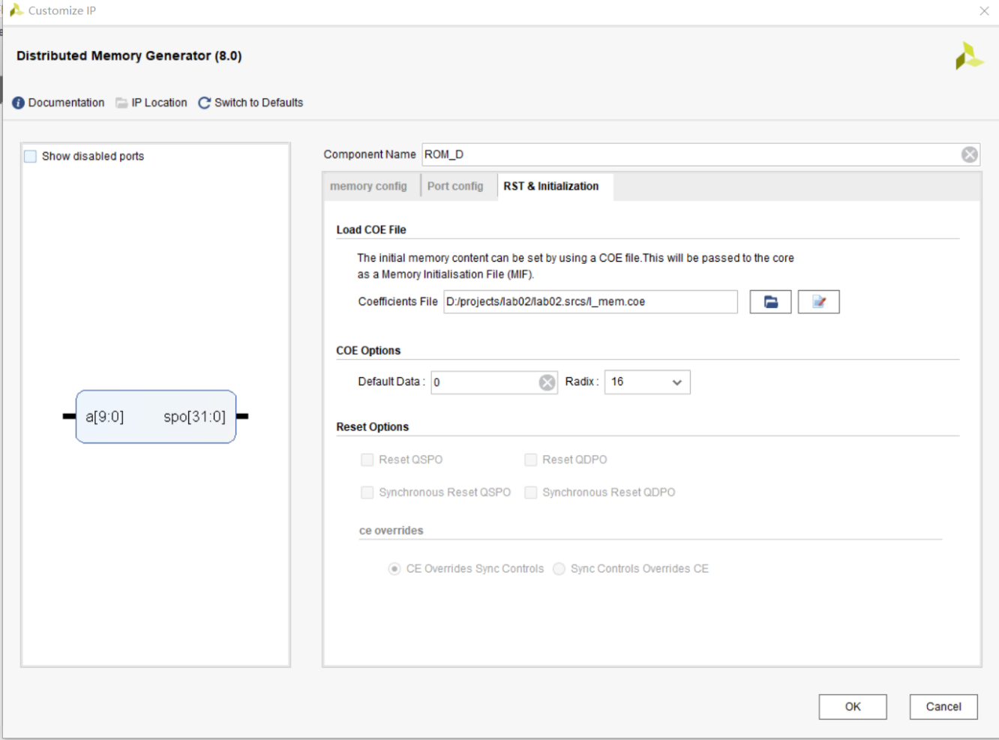 Customize IP
Distributed Memory Generator (8.0)
Documentation IP Location Switch to Defaults
Show disabled ports
a[9:0] spo[31:0]
Component Name ROM_D
memory config Port config RST & Initialization
Load COE File
The initial memory content can be set by using a COE file.This will be passed to the core
as a Memory Initialisation File (MIF).
Coefficients File D:/projects/lab02/lab02.srcs/I_mem.coe
COE Options
Default Data : 0 Radix : 16
Reset Options
Reset QSPO Reset QDPO
Synchronous Reset QSPO Synchronous Reset QDPO
ce overrides
CE Overrides Sync Controls Sync Controls Overrides CE
OK Cancel